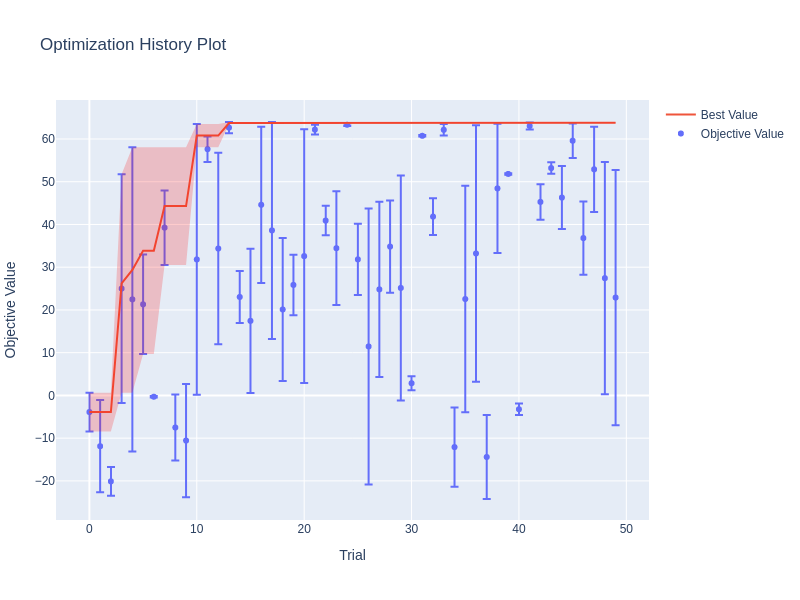 Optimization History Plot
Best Value
Objective Value
Objective Value
60
50
40
30
20
10
0
−10
−20
0 10 20 30 40 50
Trial